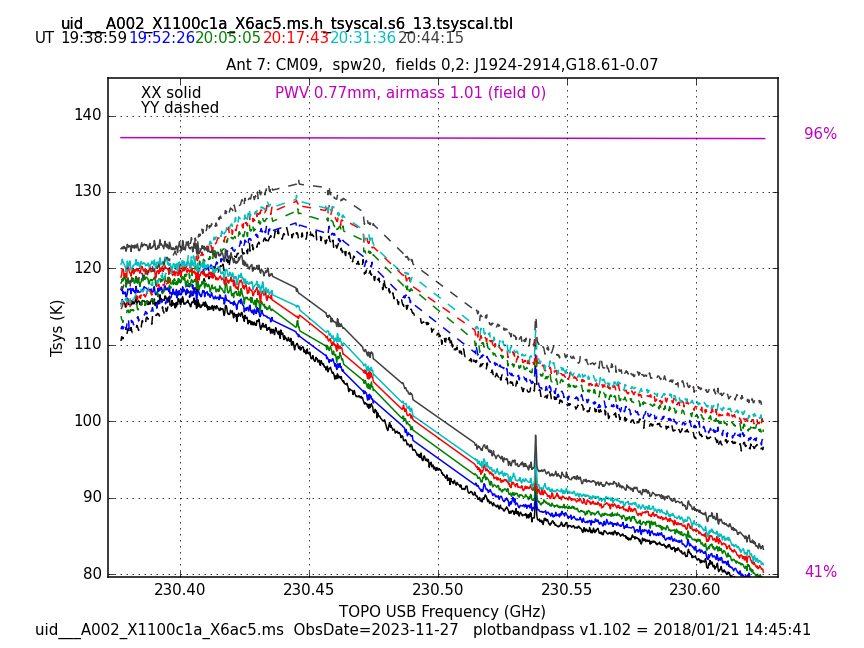 uid___A002_X1100c1a_X6ac5.ms.h_tsyscal.s6_13.tsyscal.tbl
UT 19:38:59 19:52:26 20:05:05 20:17:43 20:31:36 20:44:15
Ant 7: CM09,  spw20,  fields 0,2: J1924-2914,G18.61-0.07
XX solid
PWV 0.77mm, airmass 1.01 (field 0)
YY dashed
140
96%
130
120
110
100
90
80
41%
Tsys (K)
230.40 230.45 230.50 230.55 230.60
TOPO USB Frequency (GHz)
uid___A002_X1100c1a_X6ac5.ms  ObsDate=2023-11-27   plotbandpass v1.102 = 2018/01/21 14:45:41